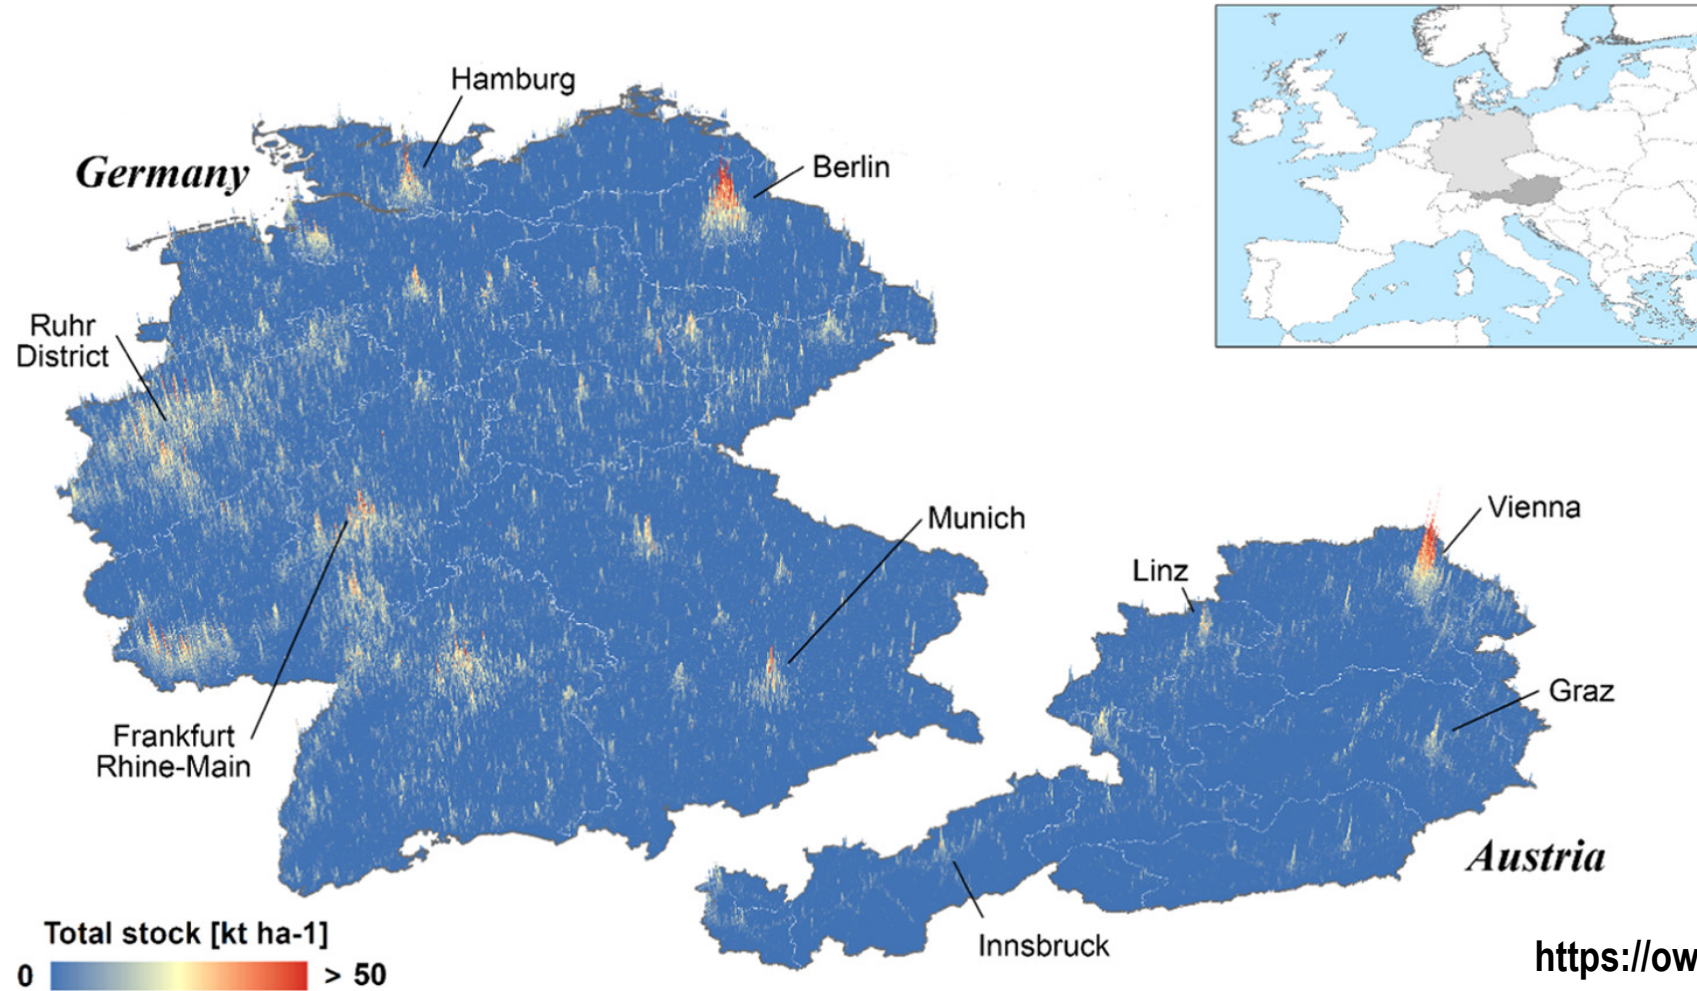 Hamburg
Germany
Berlin
Ruhr
District
Munich
Vienna
Linz
Graz
Frankfurt
Rhine-Main
Austria
Innsbruck
Total stock [kt ha-1]
0
> 50
https://ow